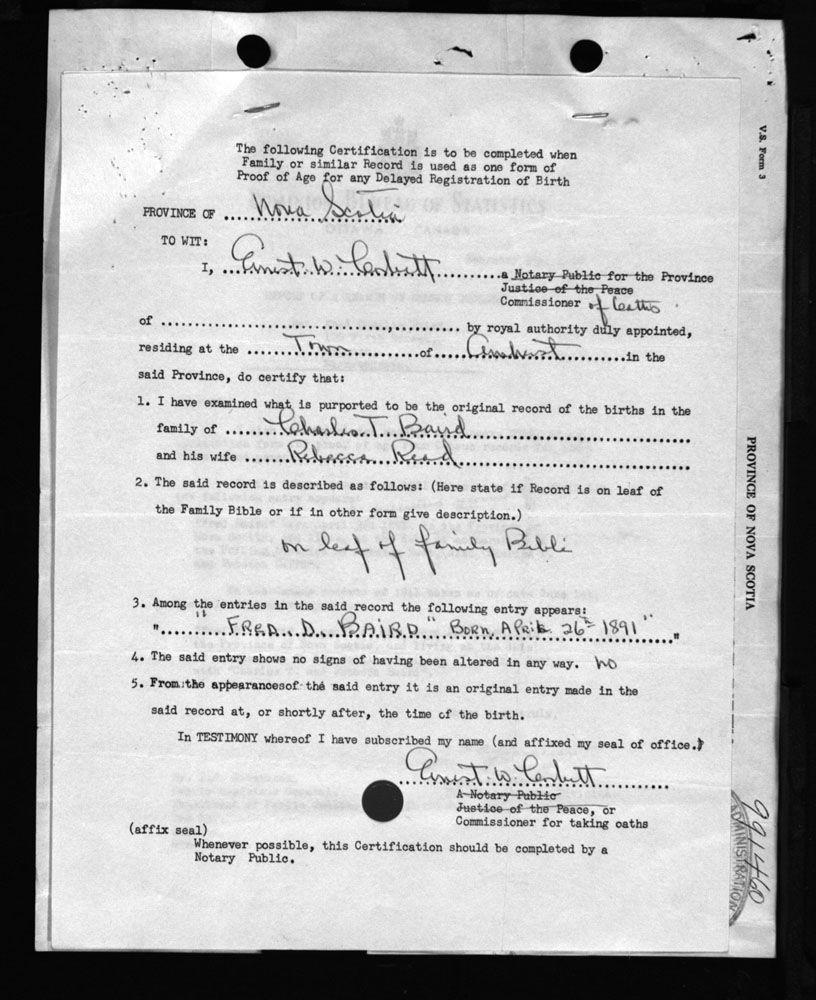 The following Certification is to be completed when
Family or similar Record is used as one form of
Proof of Age for any Delayed Registration of Birth
PROVINCE OF .... Nova Scotia
TO WIT:
I, ... Ernest W. Corbett ........... a Notary Public for the Province
Justice of the Peace
Commissioner of Oaths
of .............................................. by royal authority duly appointed,
residing at the ....... Town ........... of ..... Amherst ........... in the
said Province, do certify that:
1. I have examined what is purported to be the original record of the births in the
family of ....... Charles T. Baird ..............................
and his wife ....... Rebecca Read ..............................
2. The said record is described as follows: (Here state if Record is on leaf of
the Family Bible or if in other form give description.)
on leaf of family Bible
3. Among the entries in the said record the following entry appears:
"....... "FRED. D. BAIRD" BORN APRIL 26th 1891" ......."
4. The said entry shows no signs of having been altered in any way. No
5. From the appearances of the said entry it is an original entry made in the
said record at, or shortly after, the time of the birth.
In TESTIMONY whereof I have subscribed my name (and affixed my seal of office.)
Ernest W. Corbett
A Notary Public
Justice of the Peace, or
Commissioner for taking oaths
(affix seal)
Whenever possible, this Certification should be completed by a
Notary Public.
V.S. Form 3
PROVINCE OF NOVA SCOTIA
991460
ADMINISTRATION